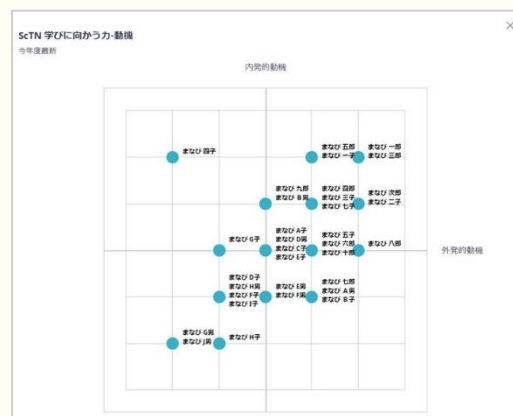 ScTN 学びに向かう力-動機
今年度最新
内発的動機
まなび 四子
まなび 五郎
まなび 一子
まなび 一郎
まなび 三郎
まなび 九郎
まなび B男
まなび 四郎
まなび 三子
まなび 七子
まなび 次郎
まなび 二子
まなび G子
まなび A子
まなび D男
まなび C子
まなび E子
まなび 五子
まなび 六郎
まなび 十郎
まなび 八郎
外発的動機
まなび D子
まなび H男
まなび F子
まなび I子
まなび E男
まなび F男
まなび 七郎
まなび A男
まなび B子
まなび G男
まなび J男
まなび H子